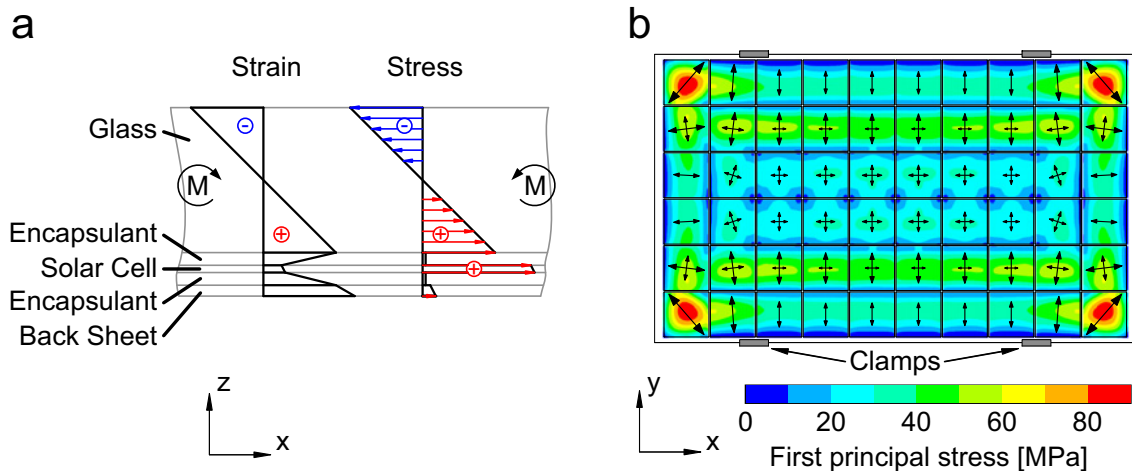 a
Strain Stress
Glass
-
-
M
M
+
+
+
Encapsulant
Solar Cell
Encapsulant
Back Sheet
z
x
b
Clamps
y
x
0 20 40 60 80
First principal stress [MPa]